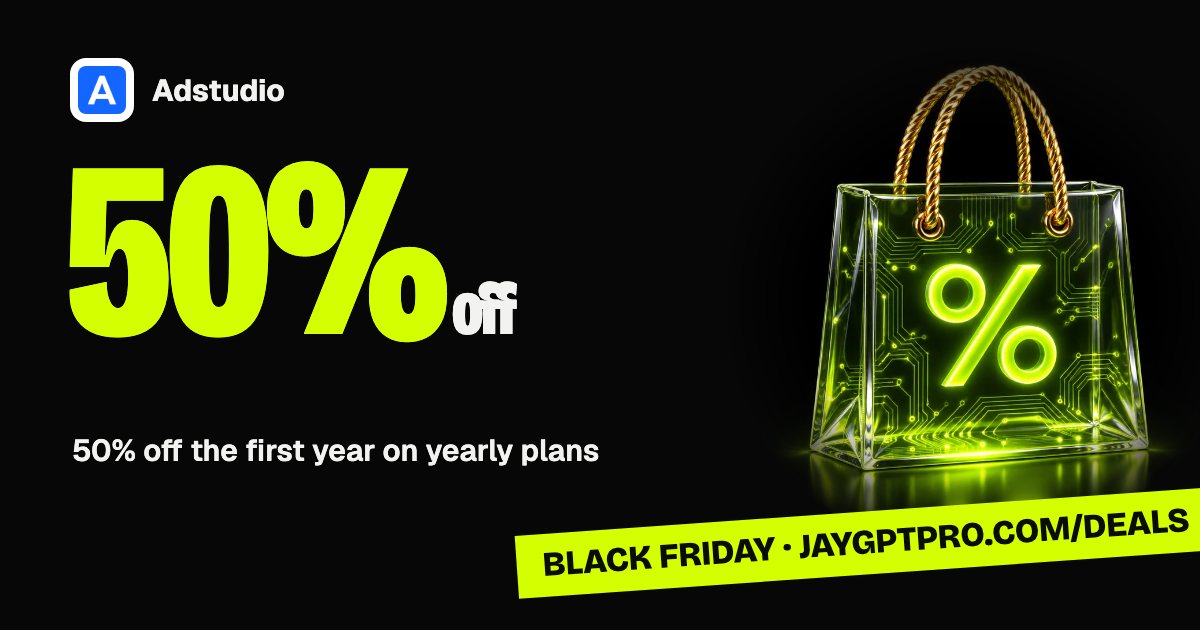 A Adstudio
50% off
50% off the first year on yearly plans
%
BLACK FRIDAY · JAYGPTPRO.COM/DEALS